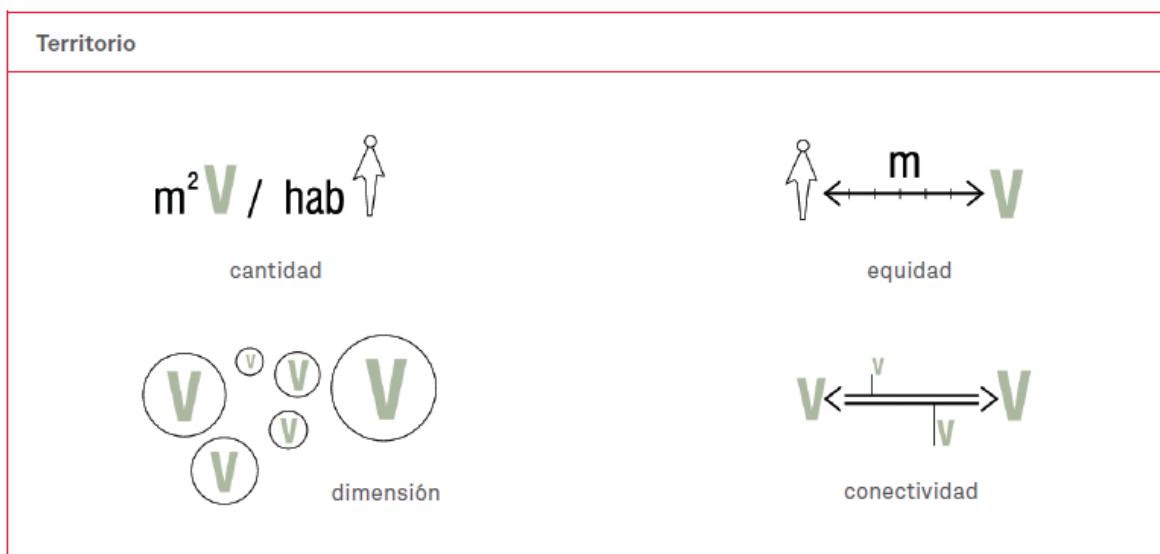 Territorio
m² V / hab
cantidad
m
V
equidad
V V V V
V
V
dimensión
V V V
V
conectividad